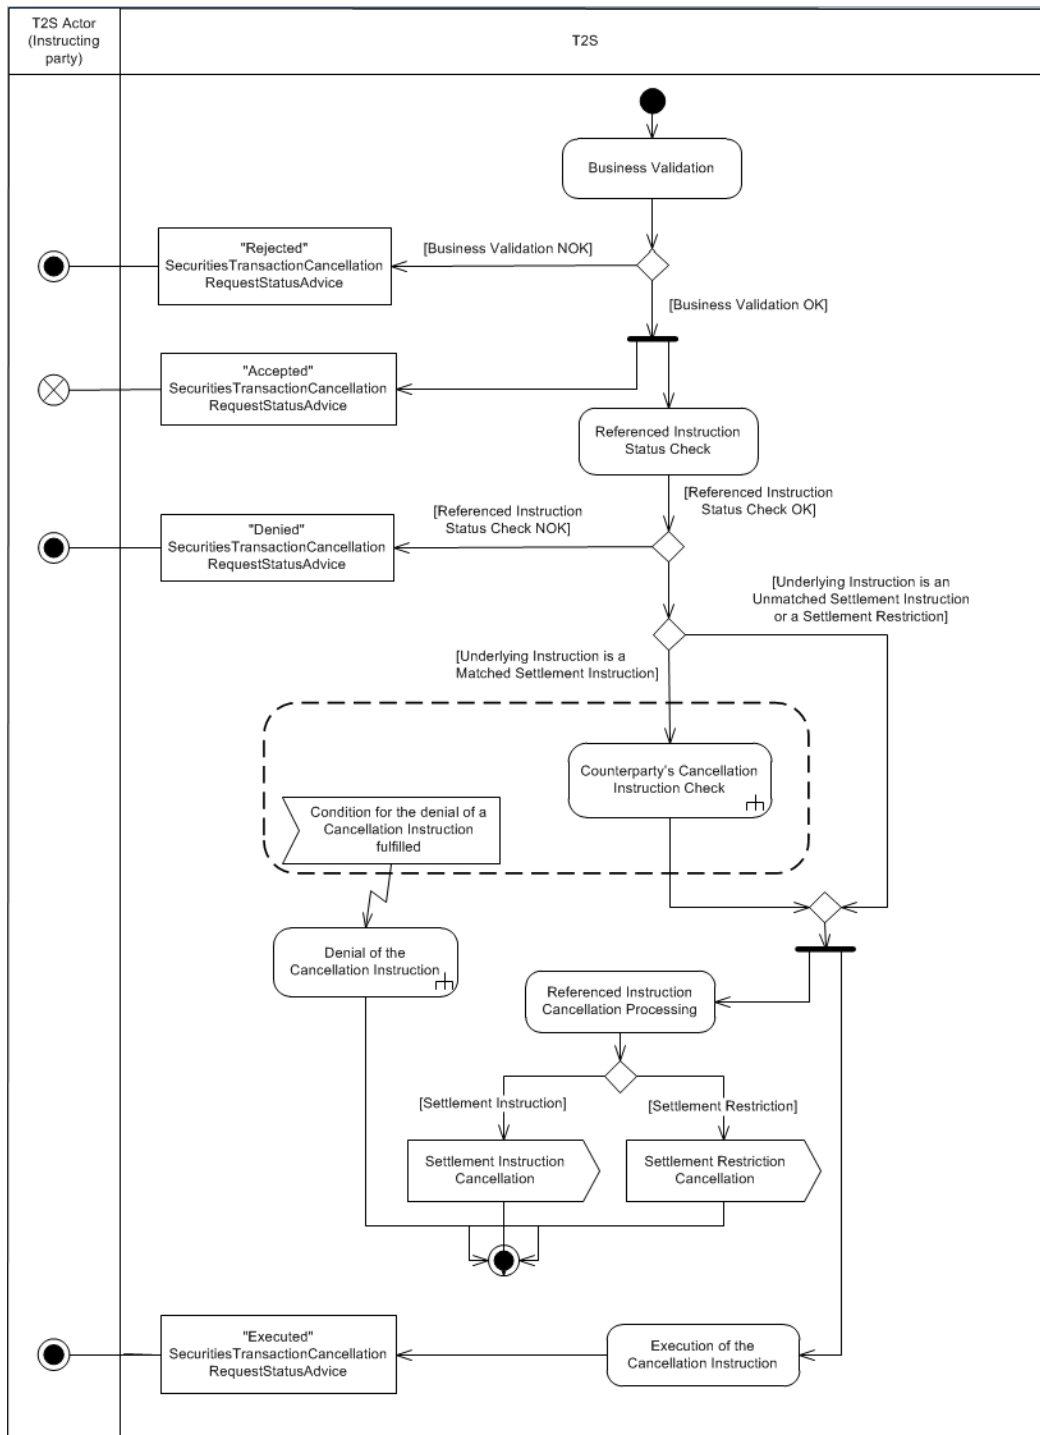 T2S Actor
(Instructing
party)
T2S
Business Validation
"Rejected"
SecuritiesTransactionCancellation
RequestStatusAdvice
[Business Validation NOK]
[Business Validation OK]
"Accepted"
SecuritiesTransactionCancellation
RequestStatusAdvice
Referenced Instruction
Status Check
[Referenced Instruction
Status Check OK]
[Referenced Instruction
Status Check NOK]
"Denied"
SecuritiesTransactionCancellation
RequestStatusAdvice
[Underlying Instruction is an
Unmatched Settlement Instruction
or a Settlement Restriction]
[Underlying Instruction is a
Matched Settlement Instruction]
Counterparty's Cancellation
Instruction Check
Condition for the denial of a
Cancellation Instruction
fulfilled
Denial of the
Cancellation Instruction
Referenced Instruction
Cancellation Processing
[Settlement Instruction]
[Settlement Restriction]
Settlement Instruction
Cancellation
Settlement Restriction
Cancellation
"Executed"
SecuritiesTransactionCancellation
RequestStatusAdvice
Execution of the
Cancellation Instruction